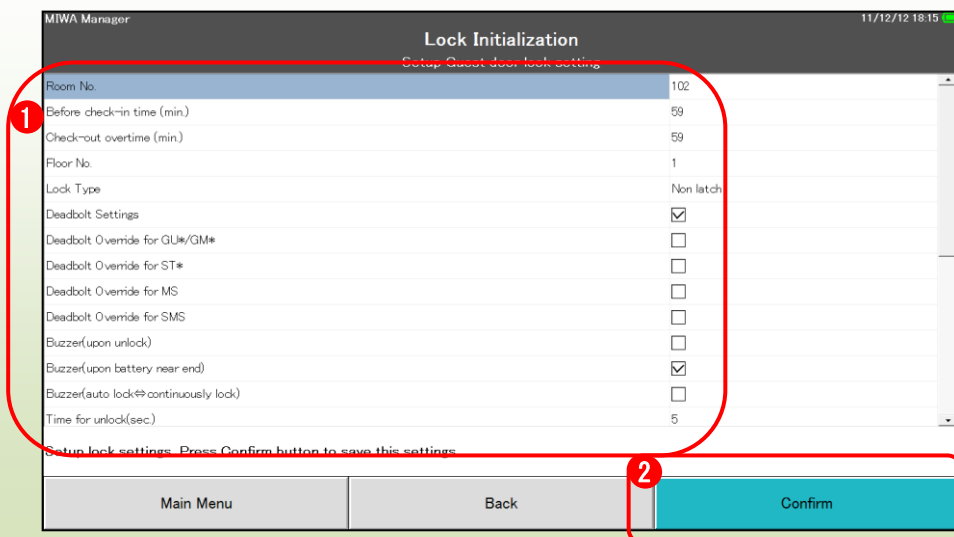 MIWA Manager 11/12/12 18:15
Lock Initialization
Setup Guest door lock setting
1
Room No. 102
Before check-in time (min.) 59
Check-out overtime (min.) 59
Floor No. 1
Lock Type Non latch
Deadbolt Settings
Deadbolt Override for GU*/GM*
Deadbolt Override for ST*
Deadbolt Override for MS
Deadbolt Override for SMS
Buzzer(upon unlock)
Buzzer(upon battery near end)
Buzzer(auto lock⇔continuously lock)
Time for unlock(sec.) 5
Setup lock settings. Press Confirm button to save this settings
2
Main Menu Back Confirm